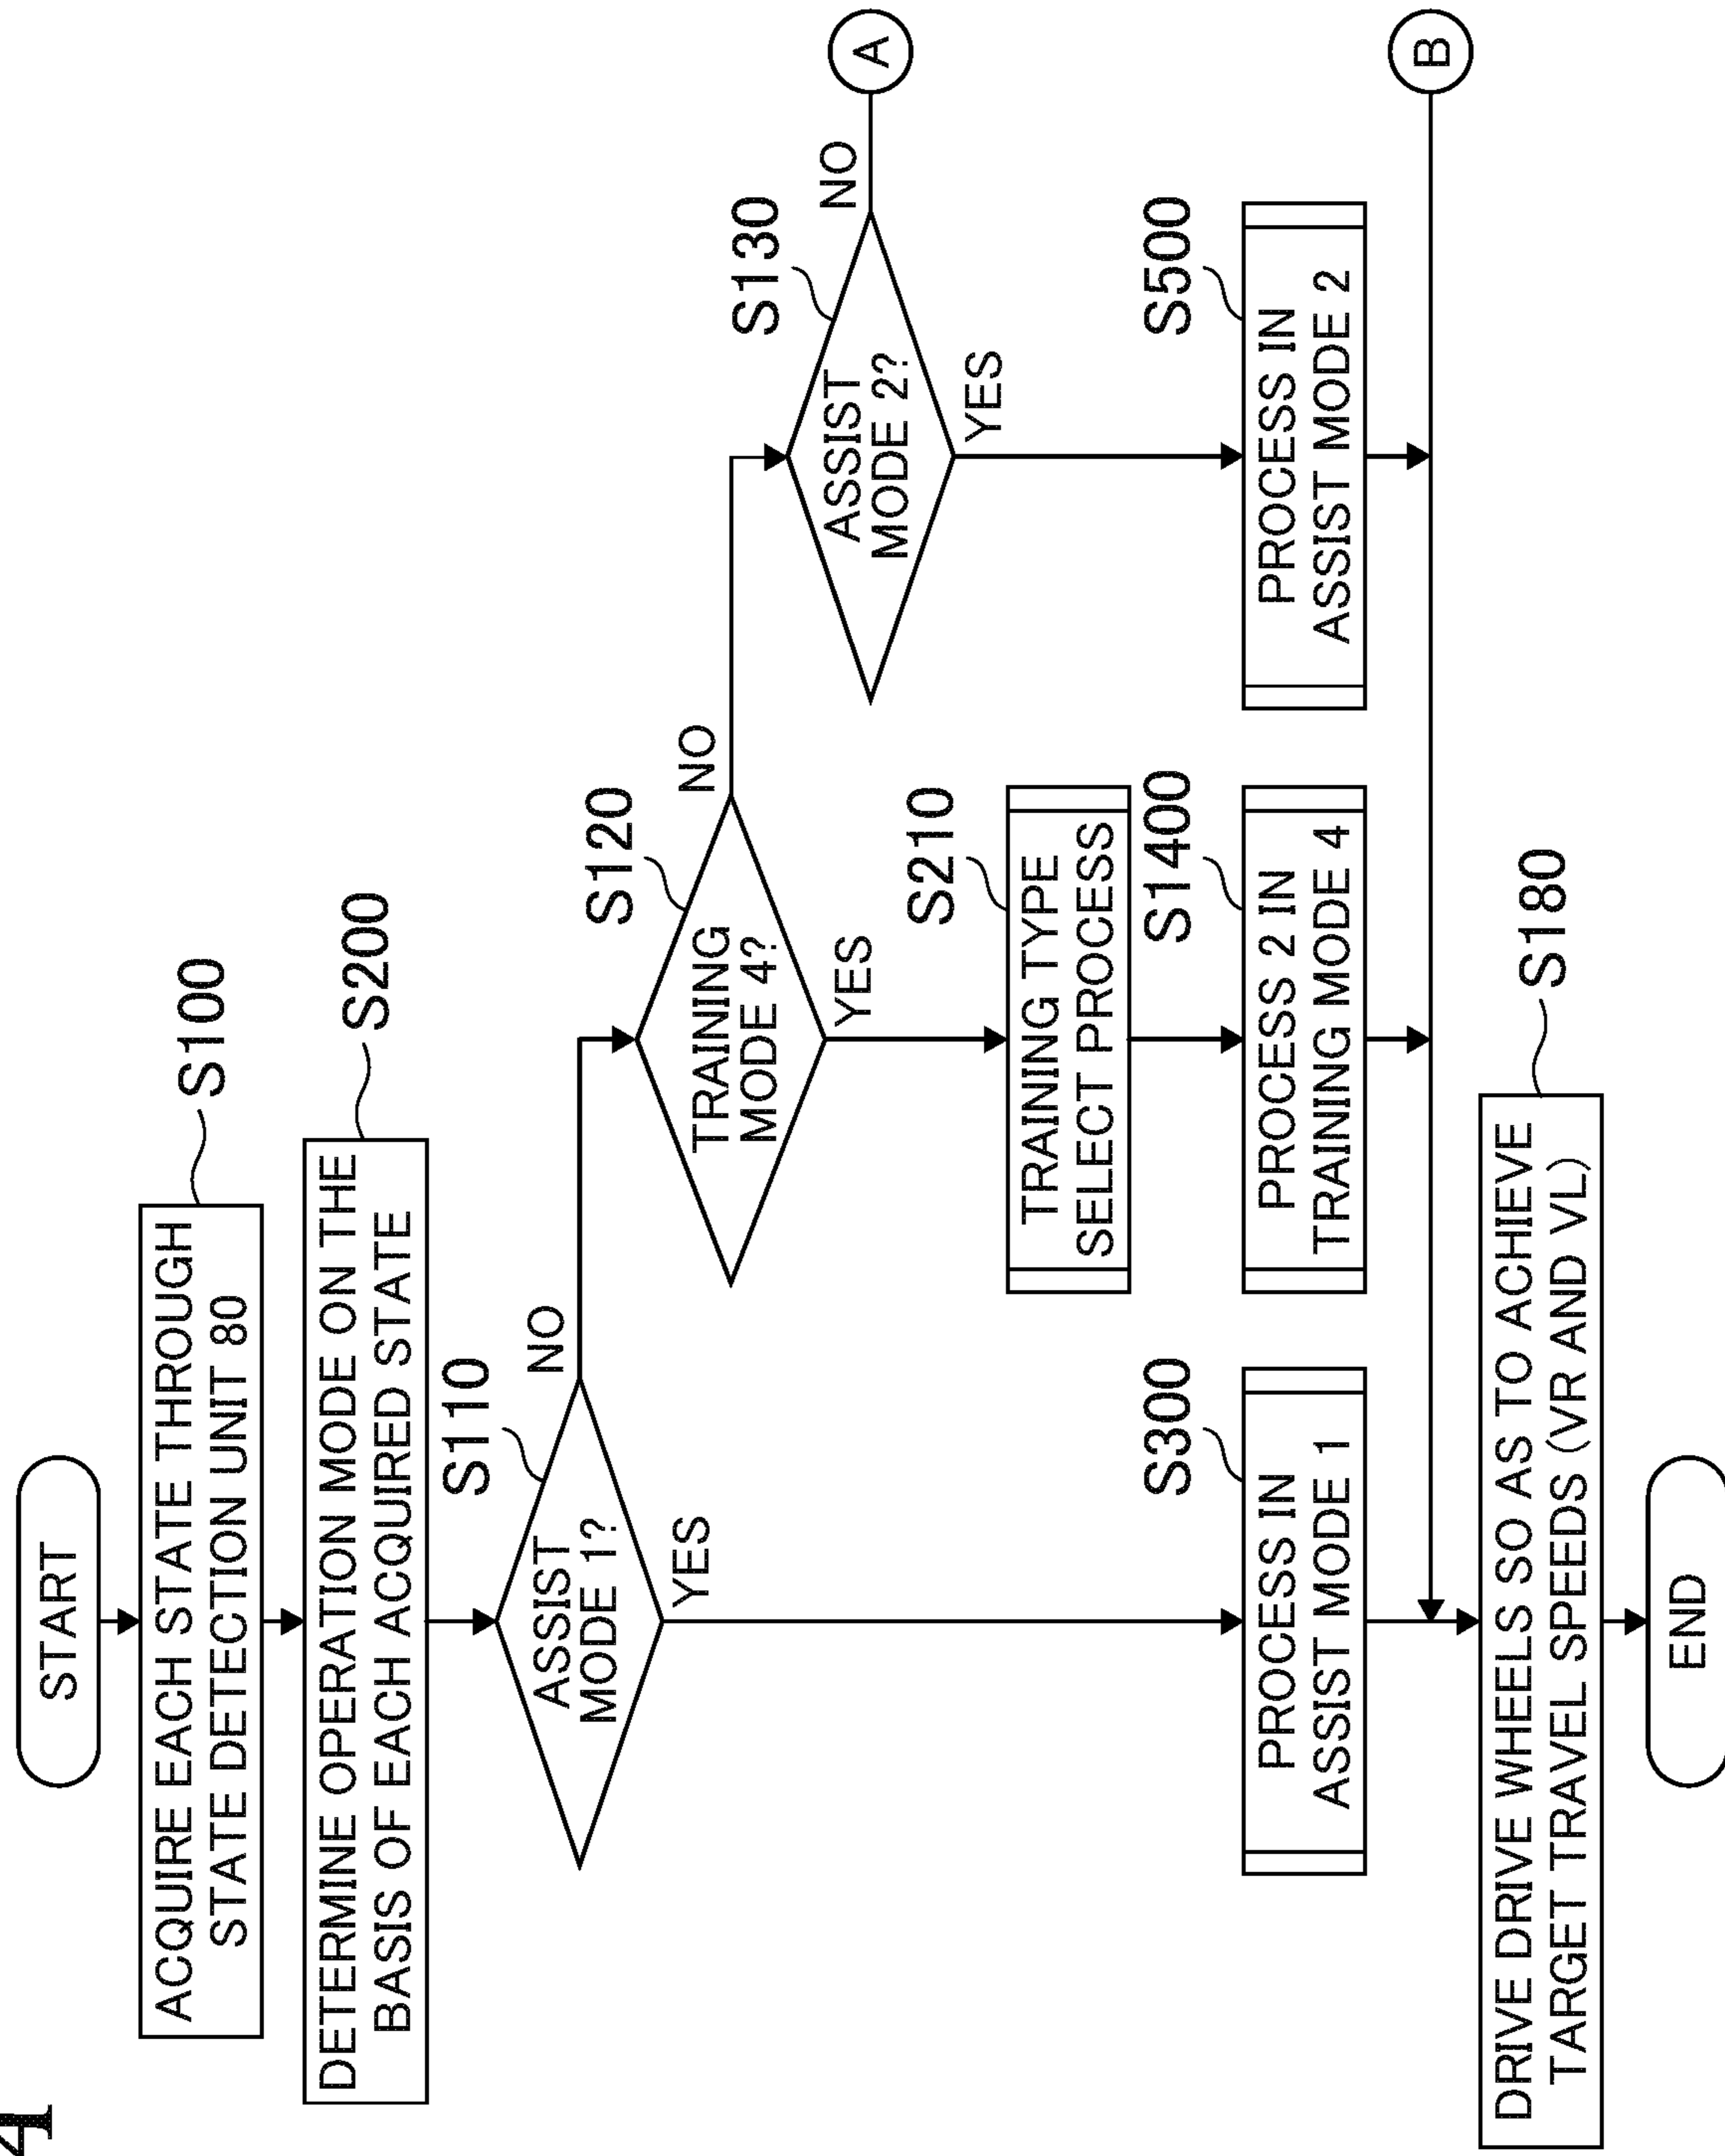 4
START
ACQUIRE EACH STATE THROUGH
STATE DETECTION UNIT 80
S100
DETERMINE OPERATION MODE ON THE
BASIS OF EACH ACQUIRED STATE
S200
ASSIST
MODE 1?
S110
NO
YES
TRAINING
MODE 4?
S120
NO
YES
ASSIST
MODE 2?
S130
NO
YES
A
TRAINING TYPE
SELECT PROCESS
S210
PROCESS IN
ASSIST MODE 1
S300
PROCESS 2 IN
TRAINING MODE 4
S1400
PROCESS IN
ASSIST MODE 2
S500
B
DRIVE DRIVE WHEELS SO AS TO ACHIEVE
TARGET TRAVEL SPEEDS (VR AND VL)
S180
END